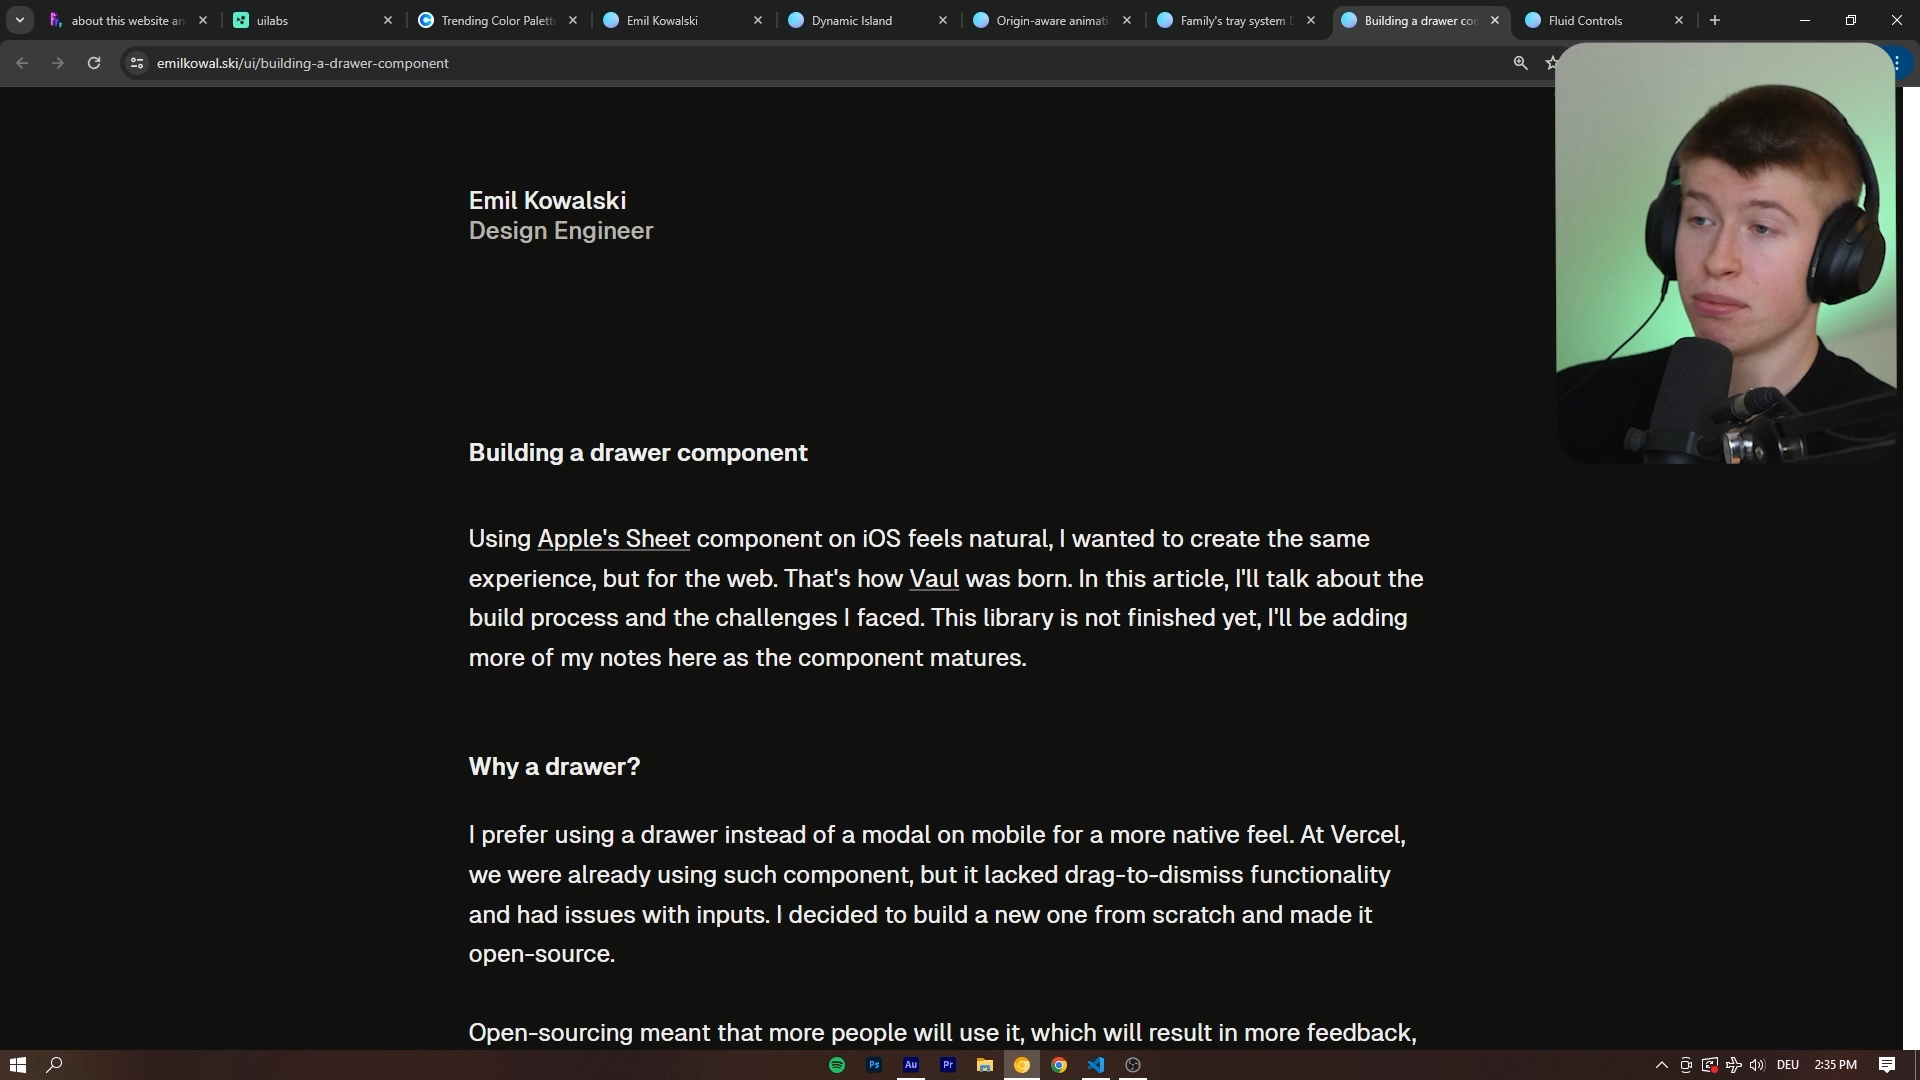 about this website an
uilabs
Trending Color Palett
Emil Kowalski
Dynamic Island
Origin-aware animati
Family's tray system D
Building a drawer cor
Fluid Controls
emilkowal.ski/ui/building-a-drawer-component
Emil Kowalski
Design Engineer
Building a drawer component
Using Apple's Sheet component on iOS feels natural, I wanted to create the same
experience, but for the web. That's how Vaul was born. In this article, I'll talk about the
build process and the challenges I faced. This library is not finished yet, I'll be adding
more of my notes here as the component matures.
Why a drawer?
I prefer using a drawer instead of a modal on mobile for a more native feel. At Vercel,
we were already using such component, but it lacked drag-to-dismiss functionality
and had issues with inputs. I decided to build a new one from scratch and made it
open-source.
Open-sourcing meant that more people will use it, which will result in more feedback,
Ps
Au
Pr
DEU
2:35 PM